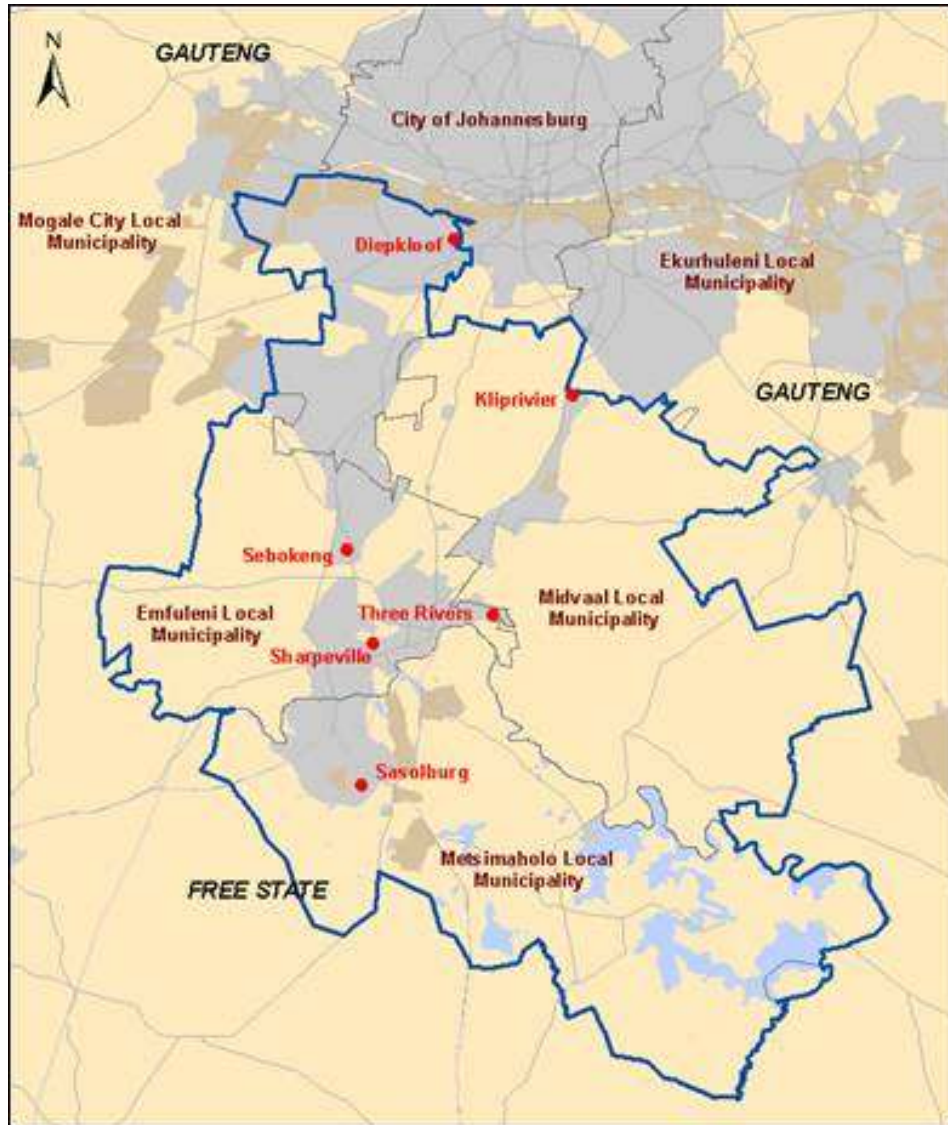 N
GAUTENG
City of Johannesburg
Mogale City Local
Municipality
Diepkloof
Ekurhuleni Local
Municipality
GAUTENG
Kliprivier
Sebokeng
Emfuleni Local
Municipality
Three Rivers
Midvaal Local
Municipality
Sharpeville
Sasolburg
Metsimaholo Local
Municipality
FREE STATE